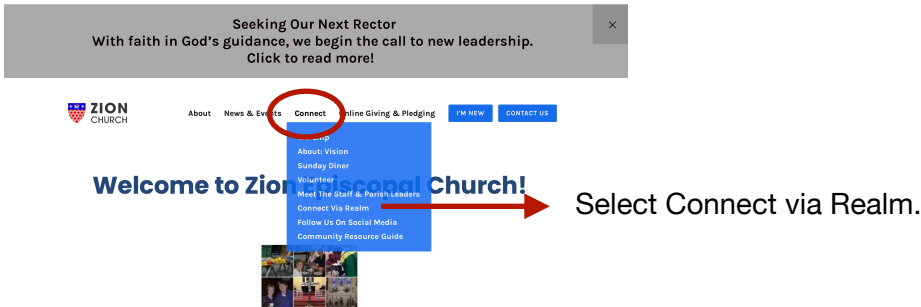 Seeking Our Next Rector
With faith in God's guidance, we begin the call to new leadership.
Click to read more!
ZION
CHURCH
About News & Events Connect Online Giving & Pledging I'M NEW CONTACT US
Worship
About: Vision
Sunday Diner
Volunteer
Meet The Staff & Parish Leaders
Welcome to Zion Episcopal Church!
Connect Via Realm
Select Connect via Realm.
Follow Us On Social Media
Community Resource Guide